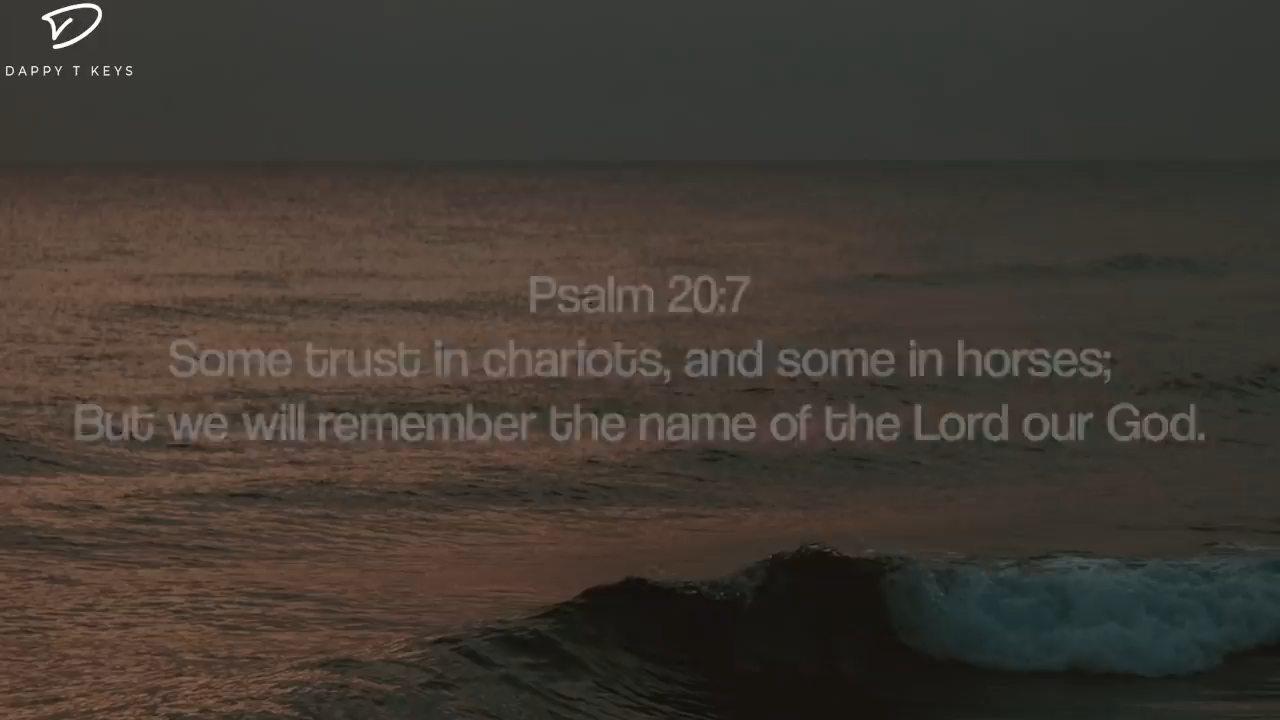 DAPPY T KEYS
Psalm 20:7
Some trust in chariots, and some in horses;
But we will remember the name of the Lord our God.